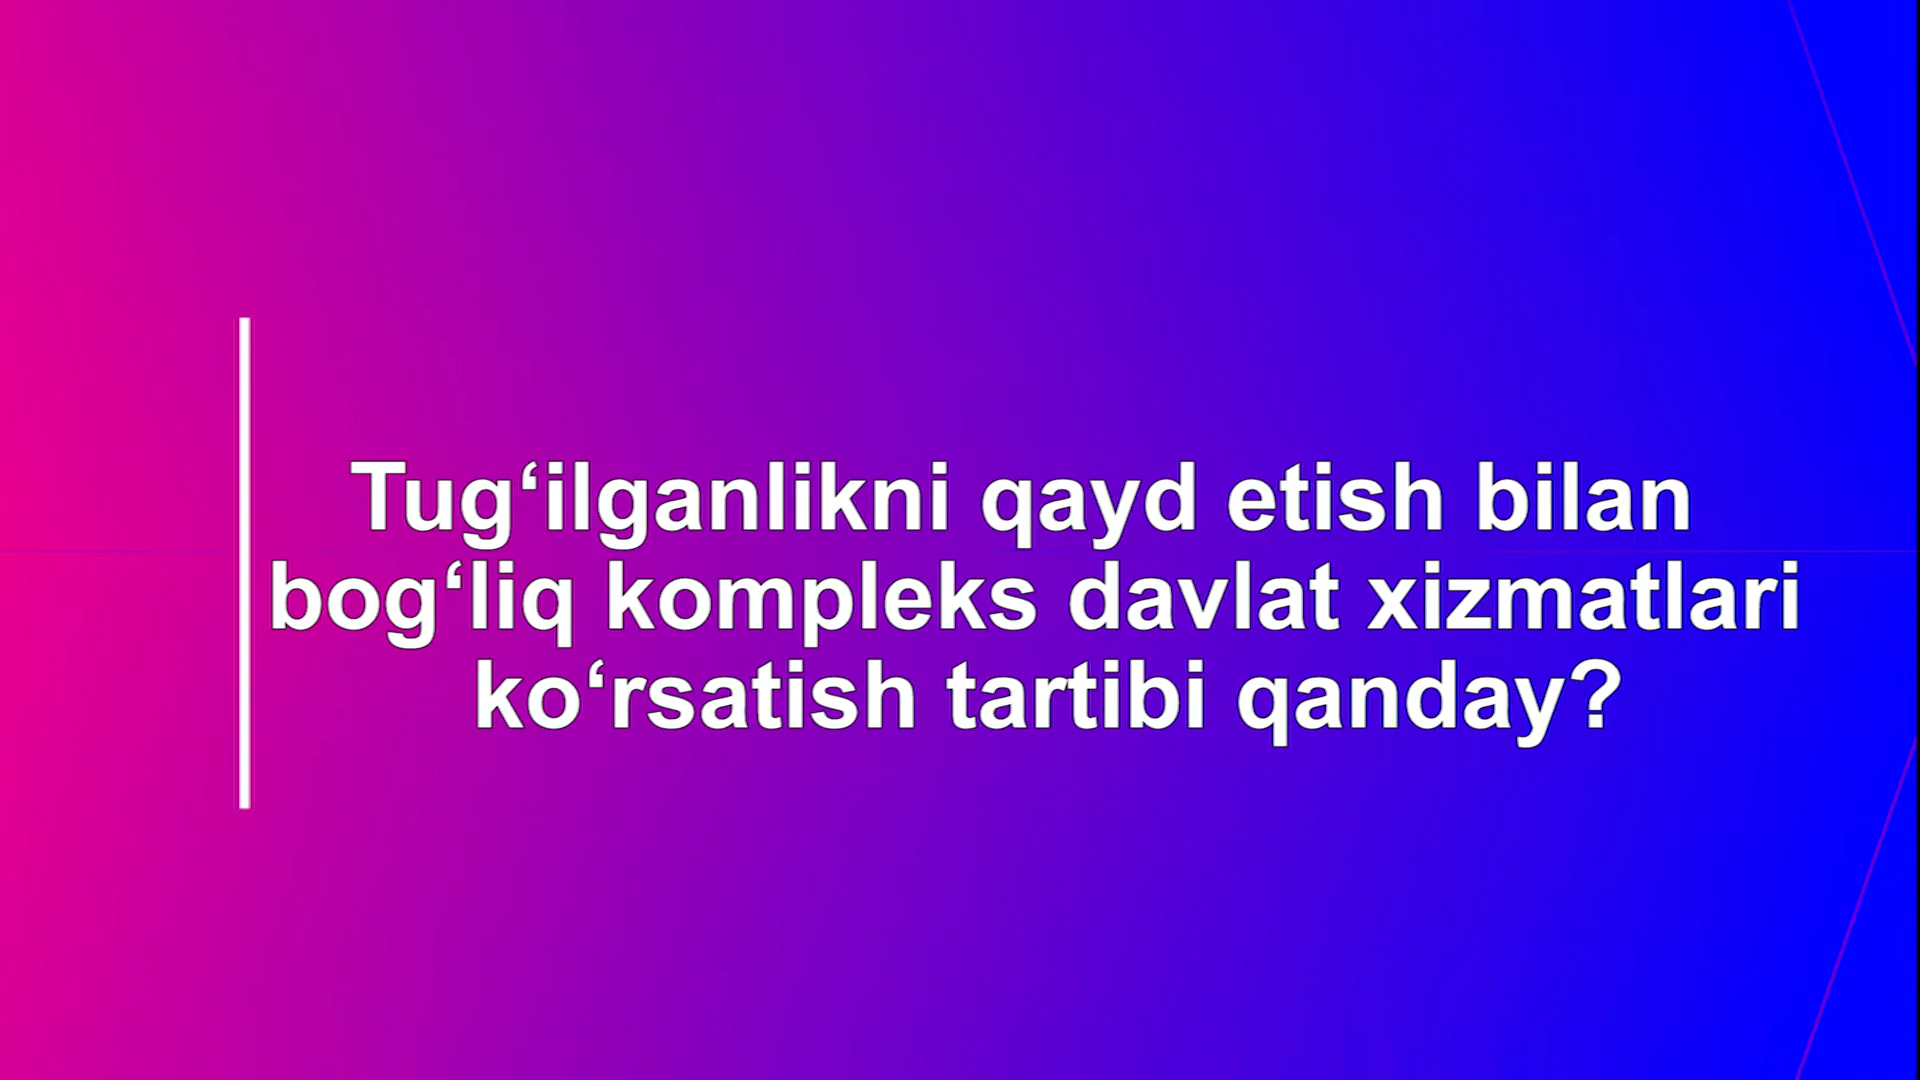 Tug‘ilganlikni qayd etish bilan
bog‘liq kompleks davlat xizmatlari
ko‘rsatish tartibi qanday?